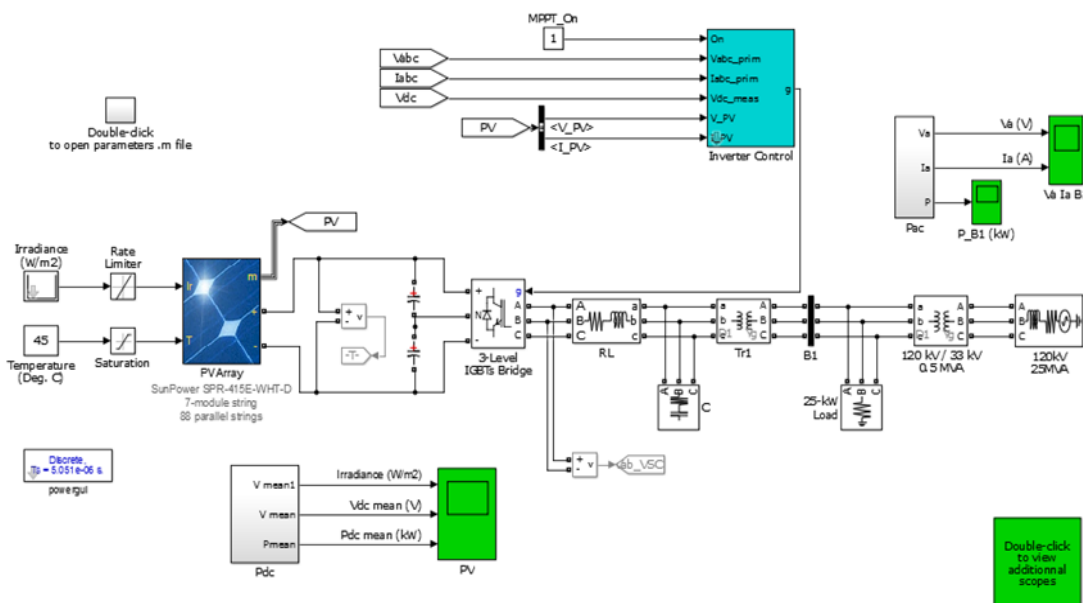 MPPT_On
1
On
Vabc
Vabc_prim
Iabc
Iabc_prim
Vdc
Vdc_meas
g
PV
<V_PV>
V_PV
<I_PV>
Inverter Control
Double-click
to open parameters .m file
Va
Va (V)
Ia
Ia (A)
P
Va Ia B
Pac
P_B1 (kW)
PV
Irradiance
(W/m2)
Rate
Limiter
Ir
m
+
T
-
45
Temperature
(Deg. C)
Saturation
PV Array
SunPower SPR-415E-WHT-D
7-module string
88 parallel strings
+
-
v
-T-
+
g
A
N
B
-
C
3-Level
IGBTs Bridge
A
a
B
b
C
c
RL
A B C
C
a
A
b
B
c
C
Tr1
B1
A B C
25-kW
Load
a
A
b
B
c
C
120 kV / 33 kV
0.5 MVA
A
B
C
120kV
25MVA
+
-
v
ab_VSC
Discrete,
Ts = 5.051e-06 s.
powergui
V mean1
Irradiance (W/m2)
V mean
Vdc mean (V)
Pmean
Pdc mean (kW)
Pdc
PV
Double-click
to view
additionnal
scopes